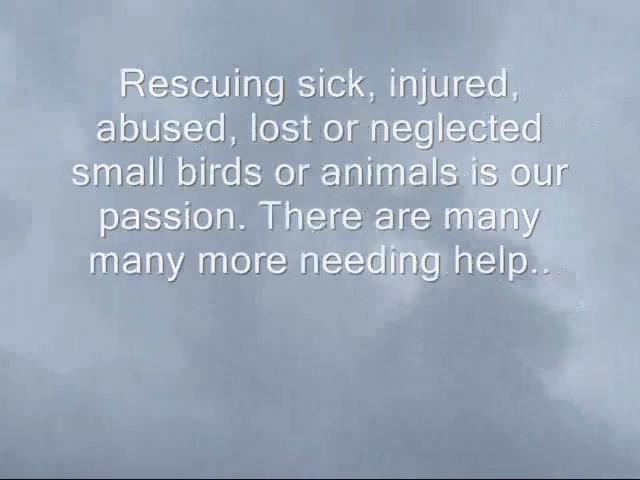 Rescuing sick, injured,
abused, lost or neglected
small birds or animals is our
passion. There are many
many more needing help..